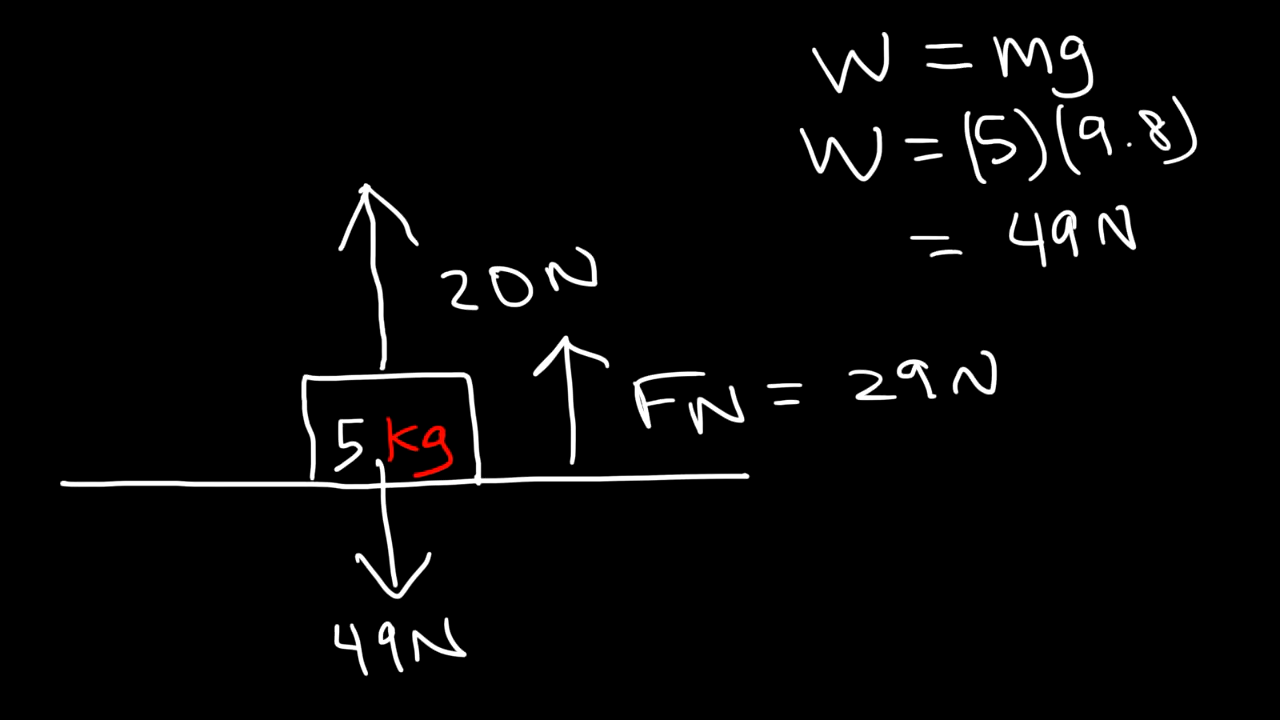 W = mg
W = (5)(9.8)
= 49N
20N
FN = 29N
5 kg
49N